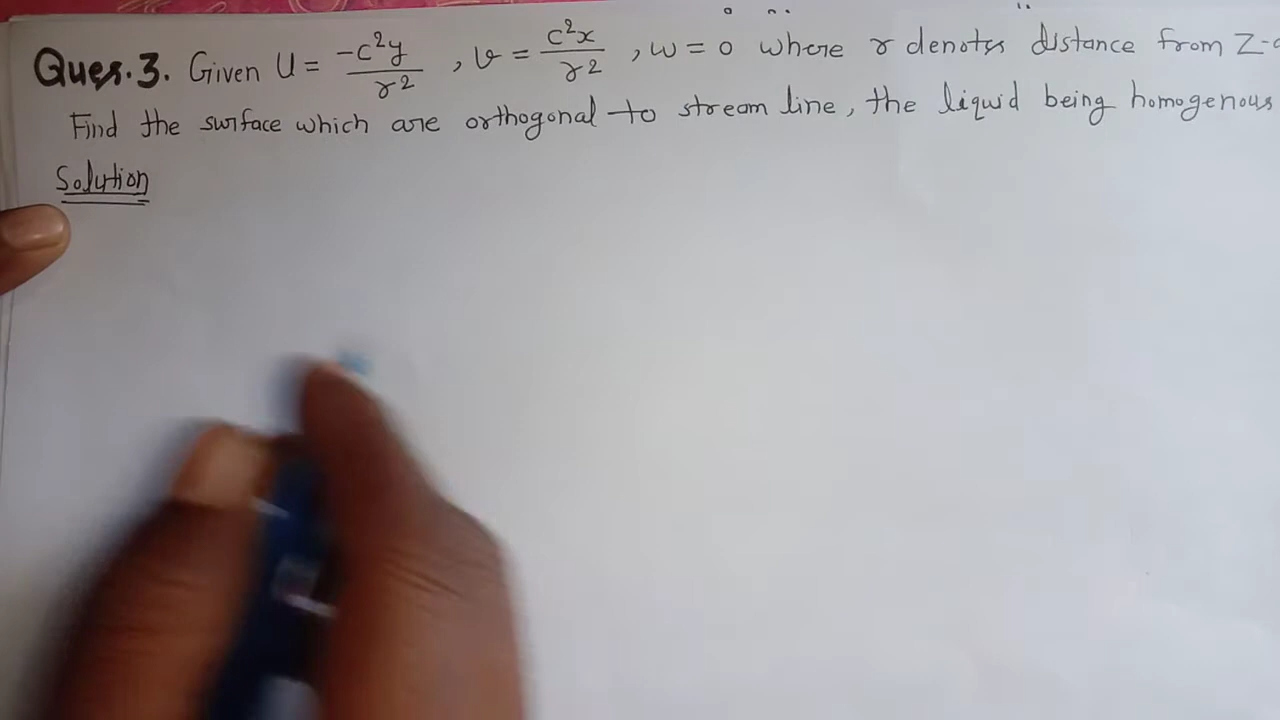 Ques.3. Given U = -c²y/r² , v = c²x/r² , w = 0 where r denotes distance from Z-
Find the surface which are orthogonal to stream line, the liquid being homogenous
Solution